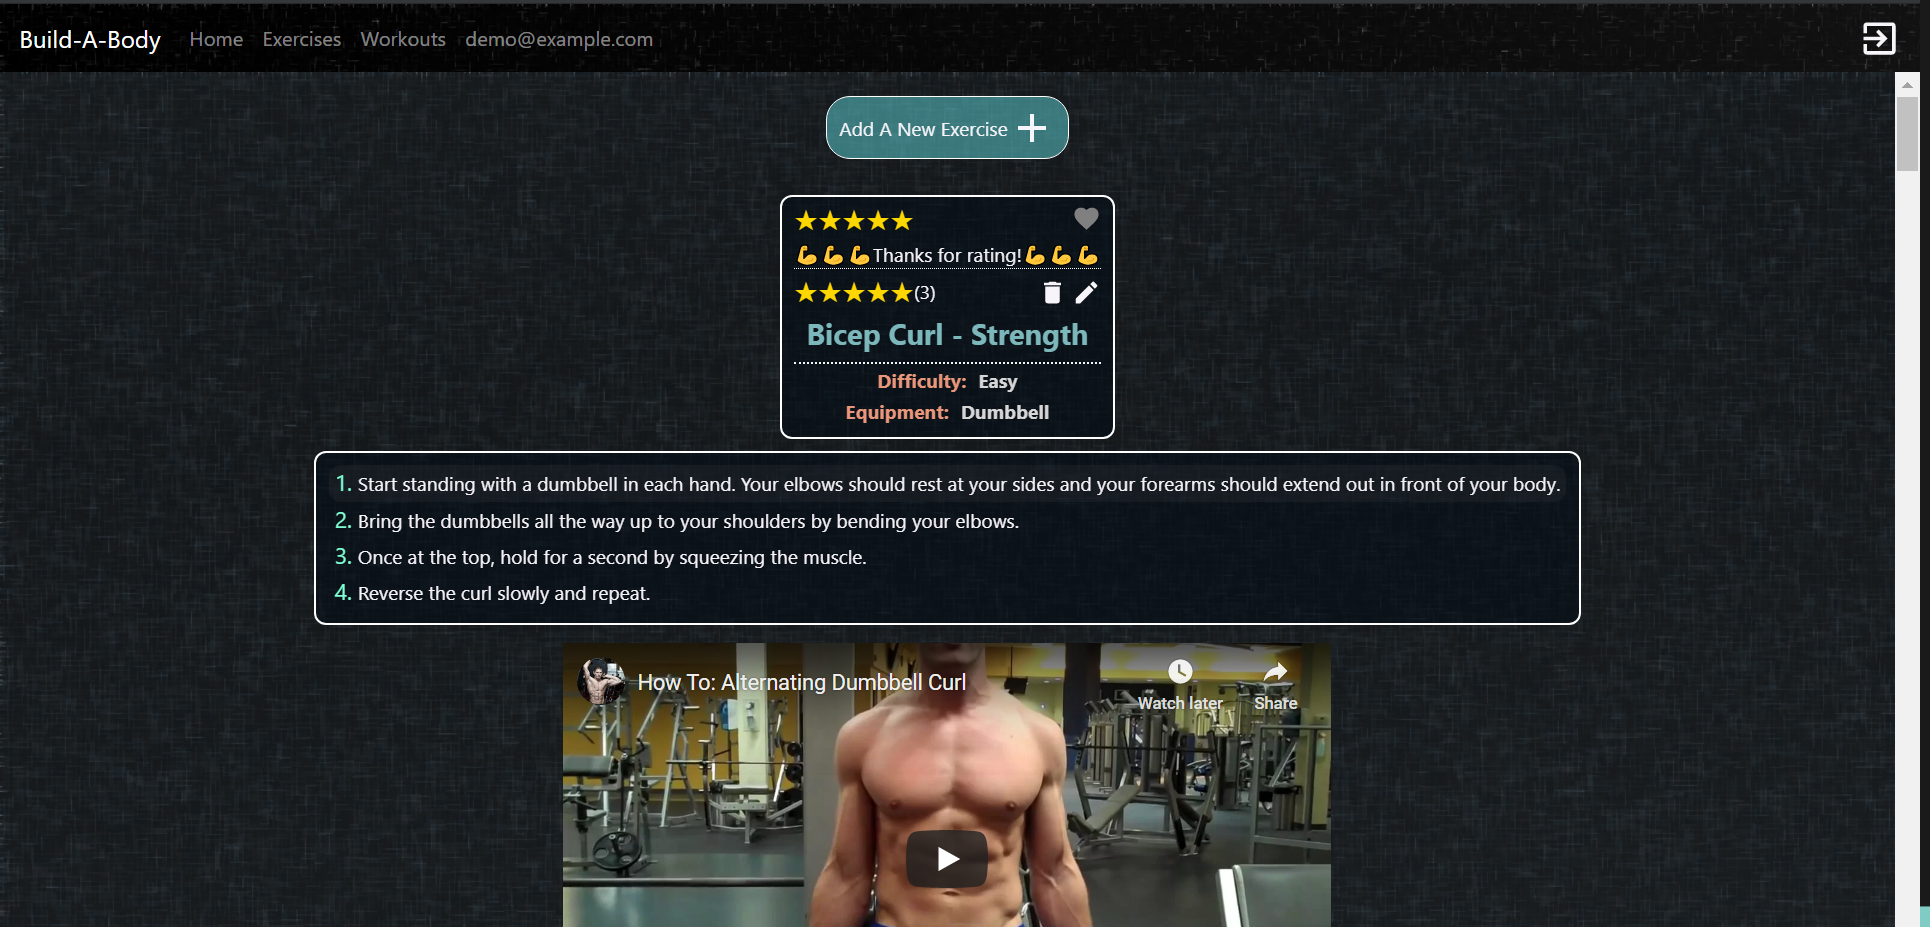 Build-A-Body Home Exercises Workouts demo@example.com
Add A New Exercise
💪💪💪Thanks for rating!💪💪💪
★★★★★(3)
Bicep Curl - Strength
Difficulty: Easy
Equipment: Dumbbell
1. Start standing with a dumbbell in each hand. Your elbows should rest at your sides and your forearms should extend out in front of your body.
2. Bring the dumbbells all the way up to your shoulders by bending your elbows.
3. Once at the top, hold for a second by squeezing the muscle.
4. Reverse the curl slowly and repeat.
How To: Alternating Dumbbell Curl
Watch later Share